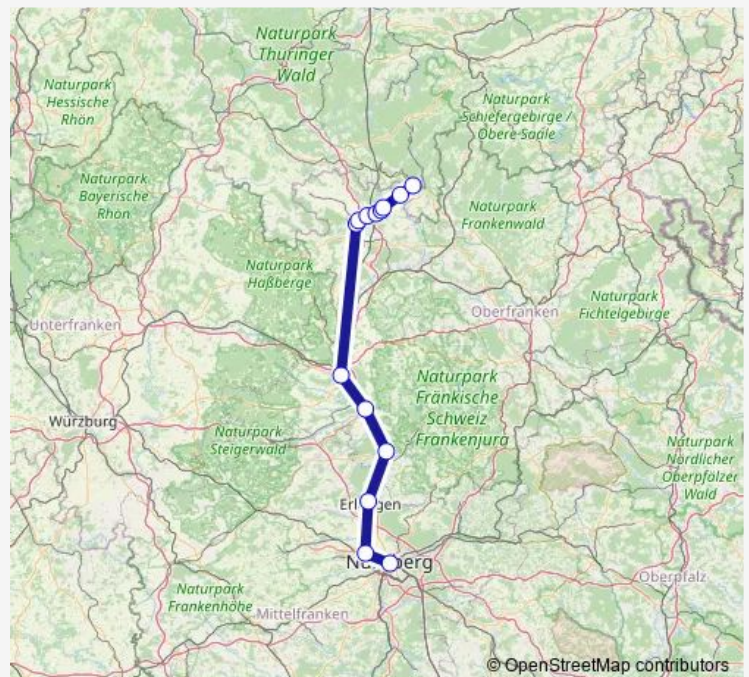 Naturpark
Thüringer
Wald
Naturpark
Hessische
Rhön
Naturpark
Schiefergebirge /
Obere Saale
Naturpark
Bayerische
Rhön
Naturpark
Frankenwald
Naturpark
Haßberge
Oberfranken
Naturpark
Fichtelgebirge
Unterfranken
Naturpark
Fränkische
Schweiz
Frankenjura
Würzburg
Naturpark
Steigerwald
Naturpark
Nördlicher
Oberpfälzer
Wald
Naturpark
Frankenhöhe
Mittelfranken
Oberpfalz
© OpenStreetMap contributors